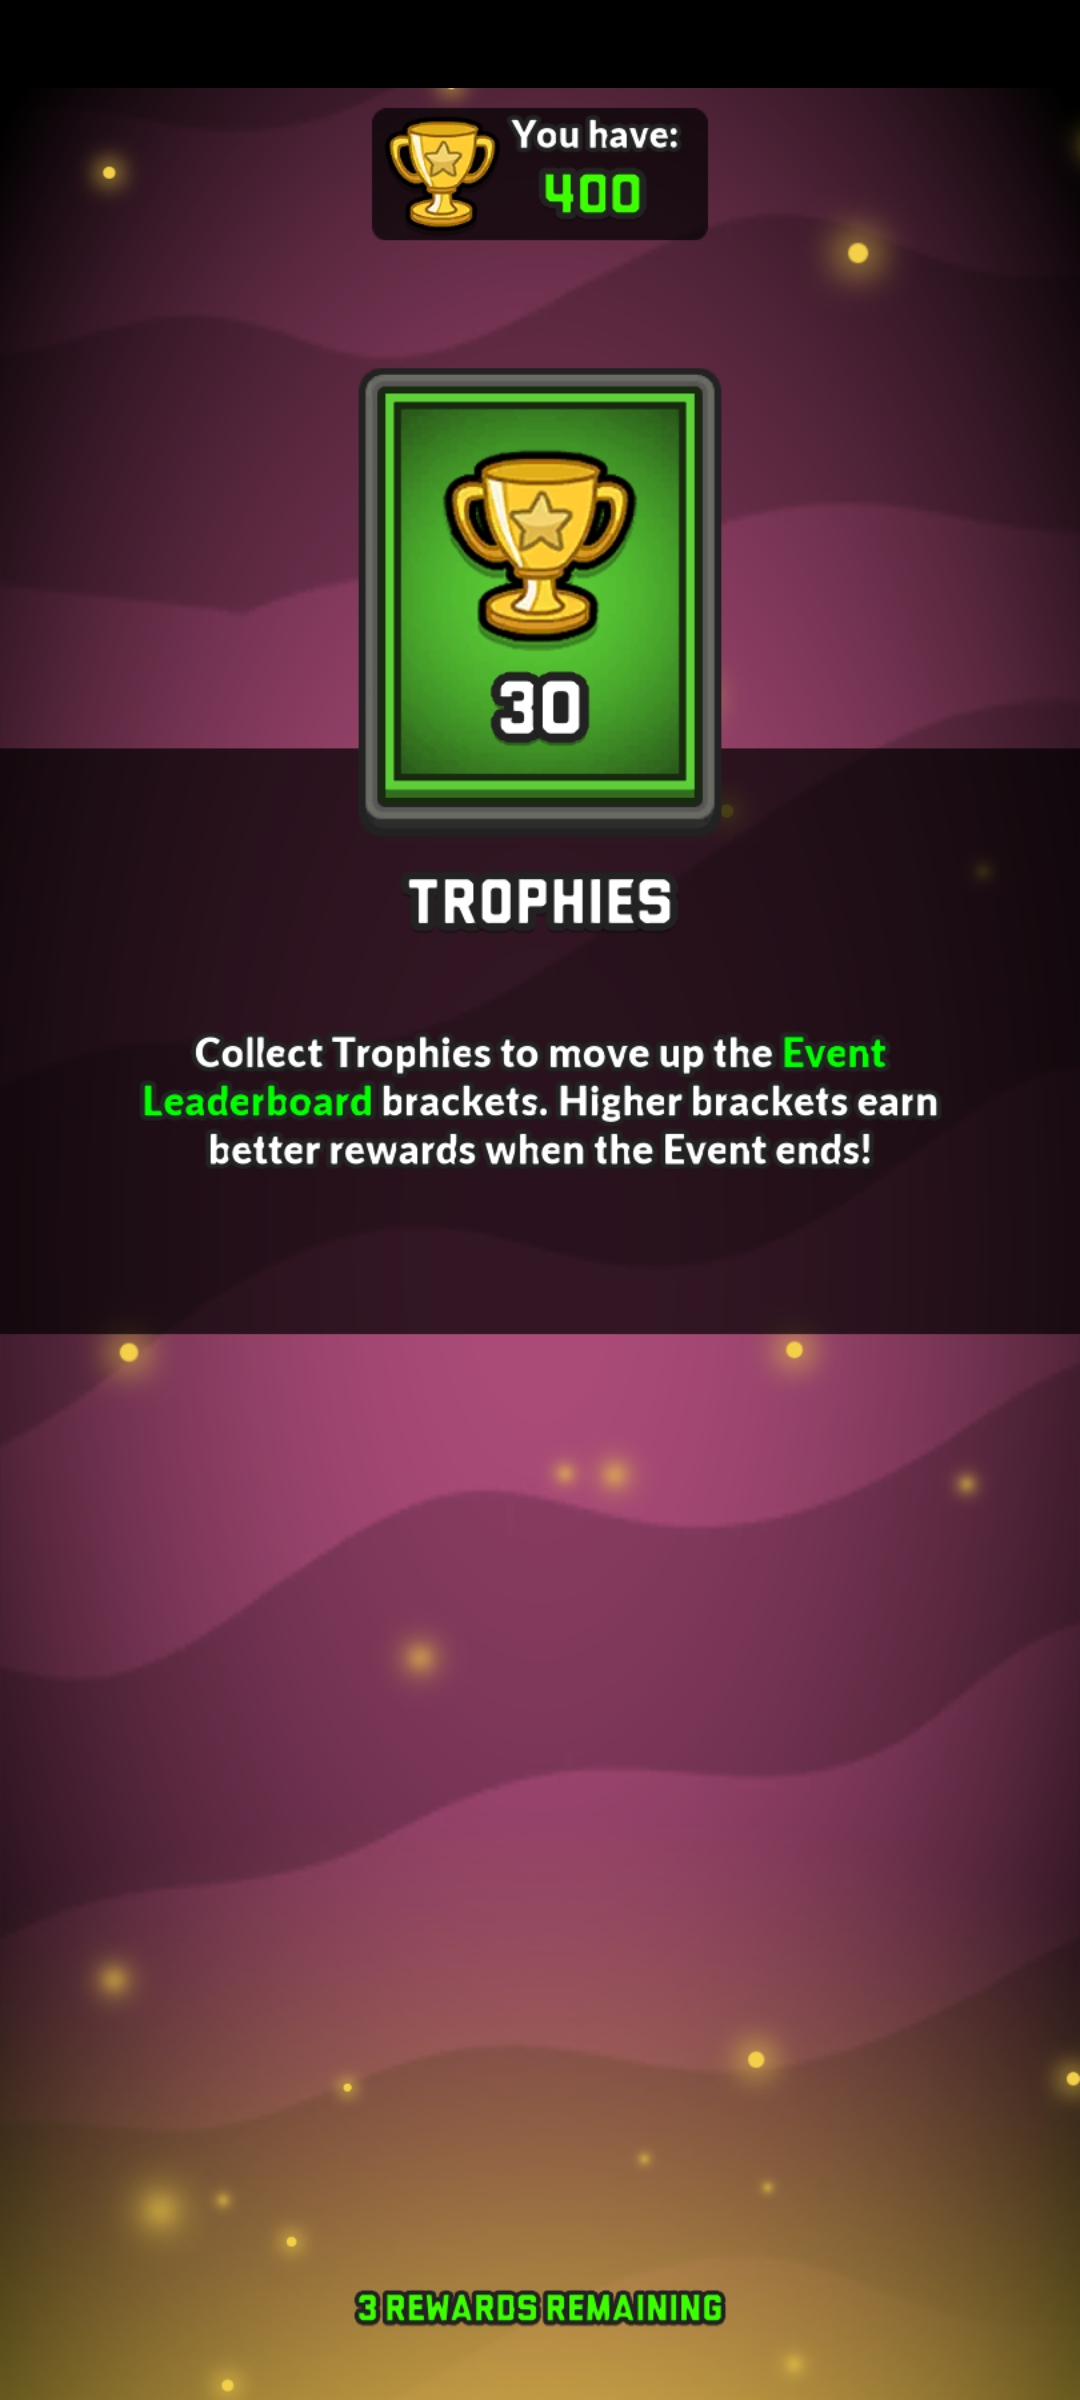 You have:
400
30
TROPHIES
Collect Trophies to move up the Event
Leaderboard brackets. Higher brackets earn
better rewards when the Event ends!
3 REWARDS REMAINING